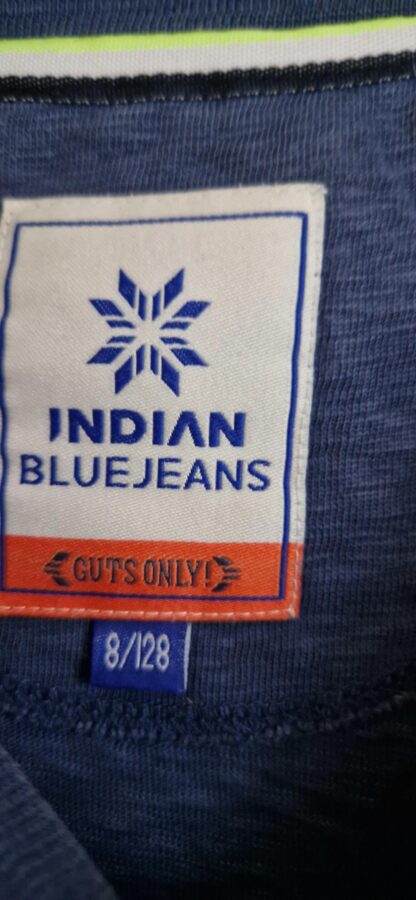 INDIAN
BLUEJEANS
GUTS ONLY!
8/128